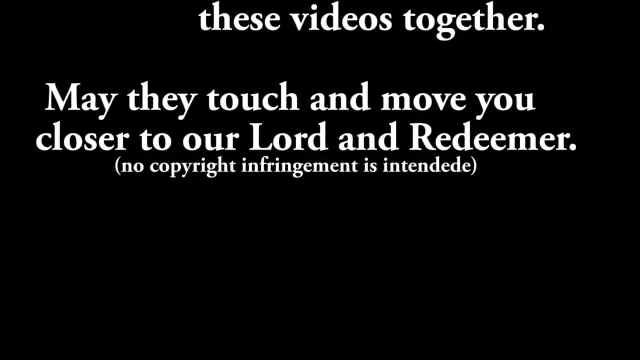 these videos together.
May they touch and move you
closer to our Lord and Redeemer.
(no copyright infringement is intendede)